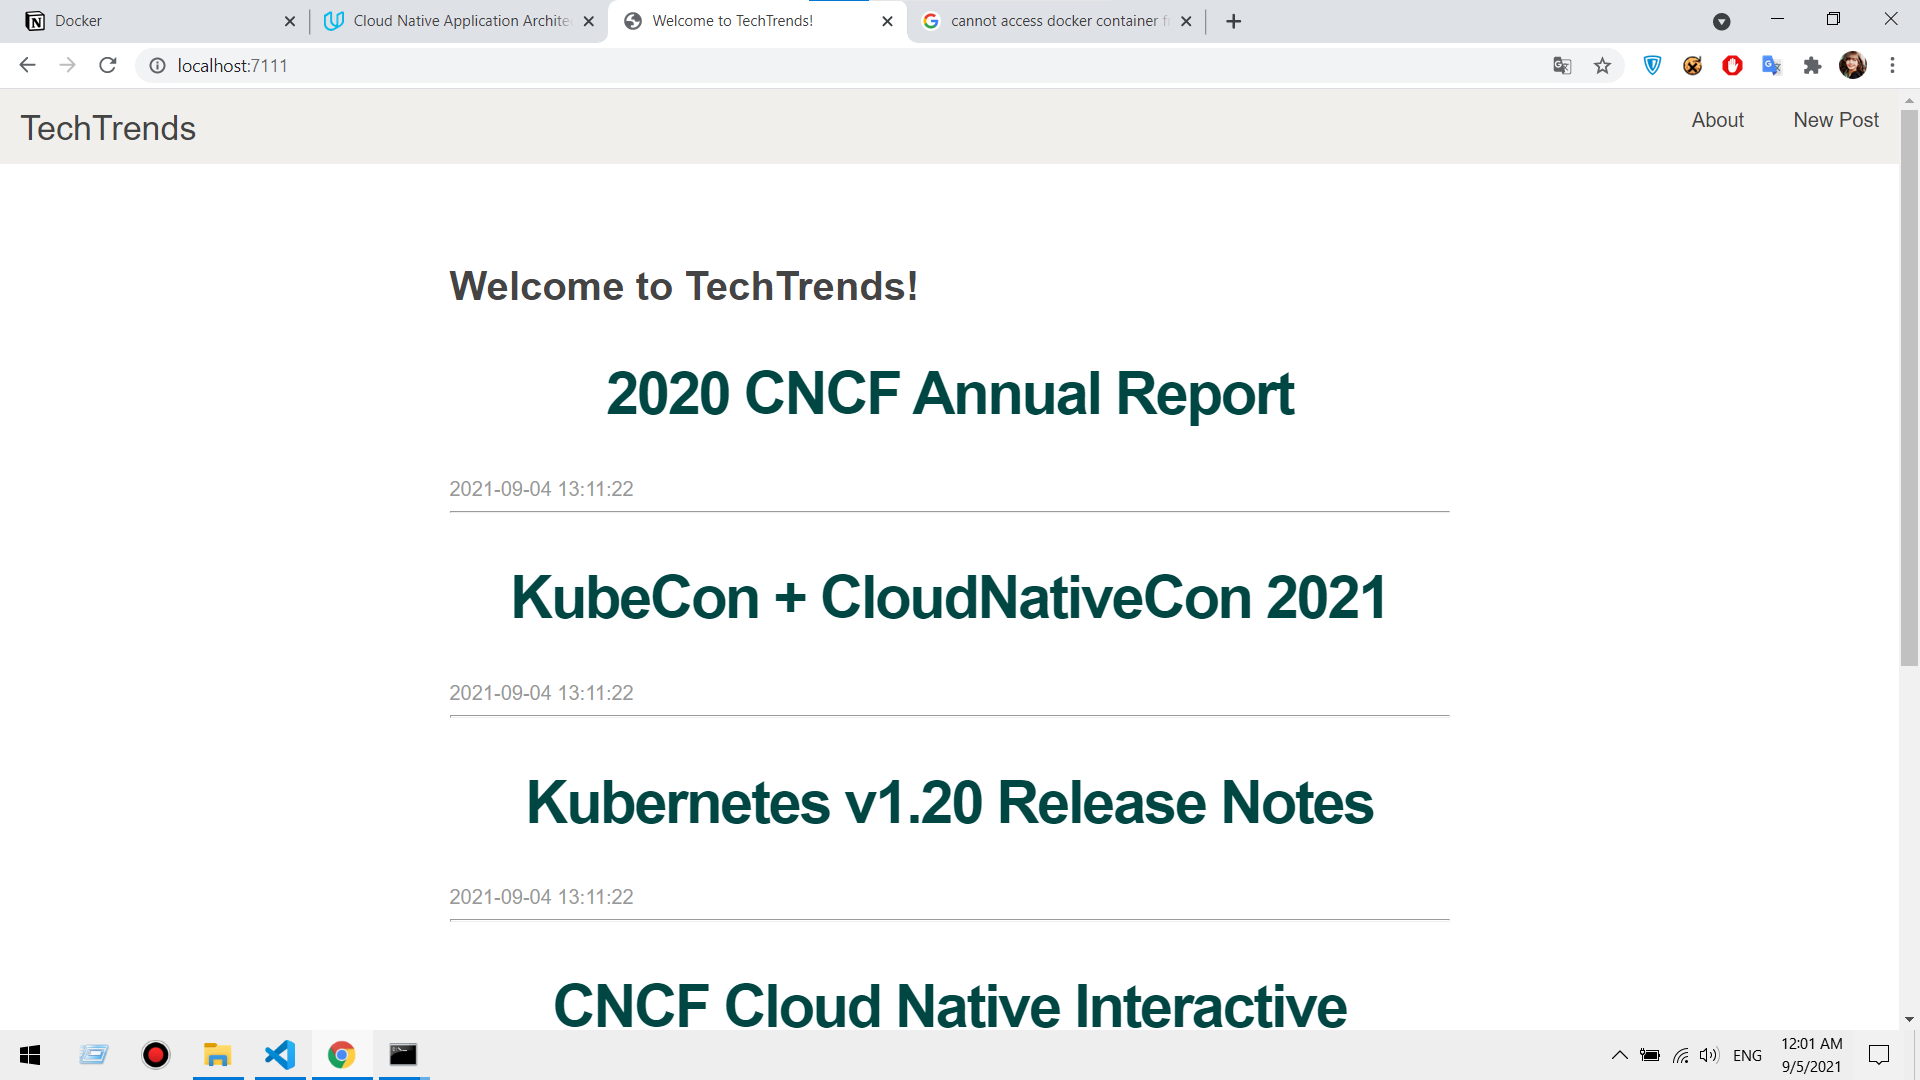 Docker
Cloud Native Application Archite
Welcome to TechTrends!
cannot access docker container f
localhost:7111
TechTrends
About
New Post
Welcome to TechTrends!
2020 CNCF Annual Report
2021-09-04 13:11:22
KubeCon + CloudNativeCon 2021
2021-09-04 13:11:22
Kubernetes v1.20 Release Notes
2021-09-04 13:11:22
CNCF Cloud Native Interactive
ENG
12:01 AM
9/5/2021